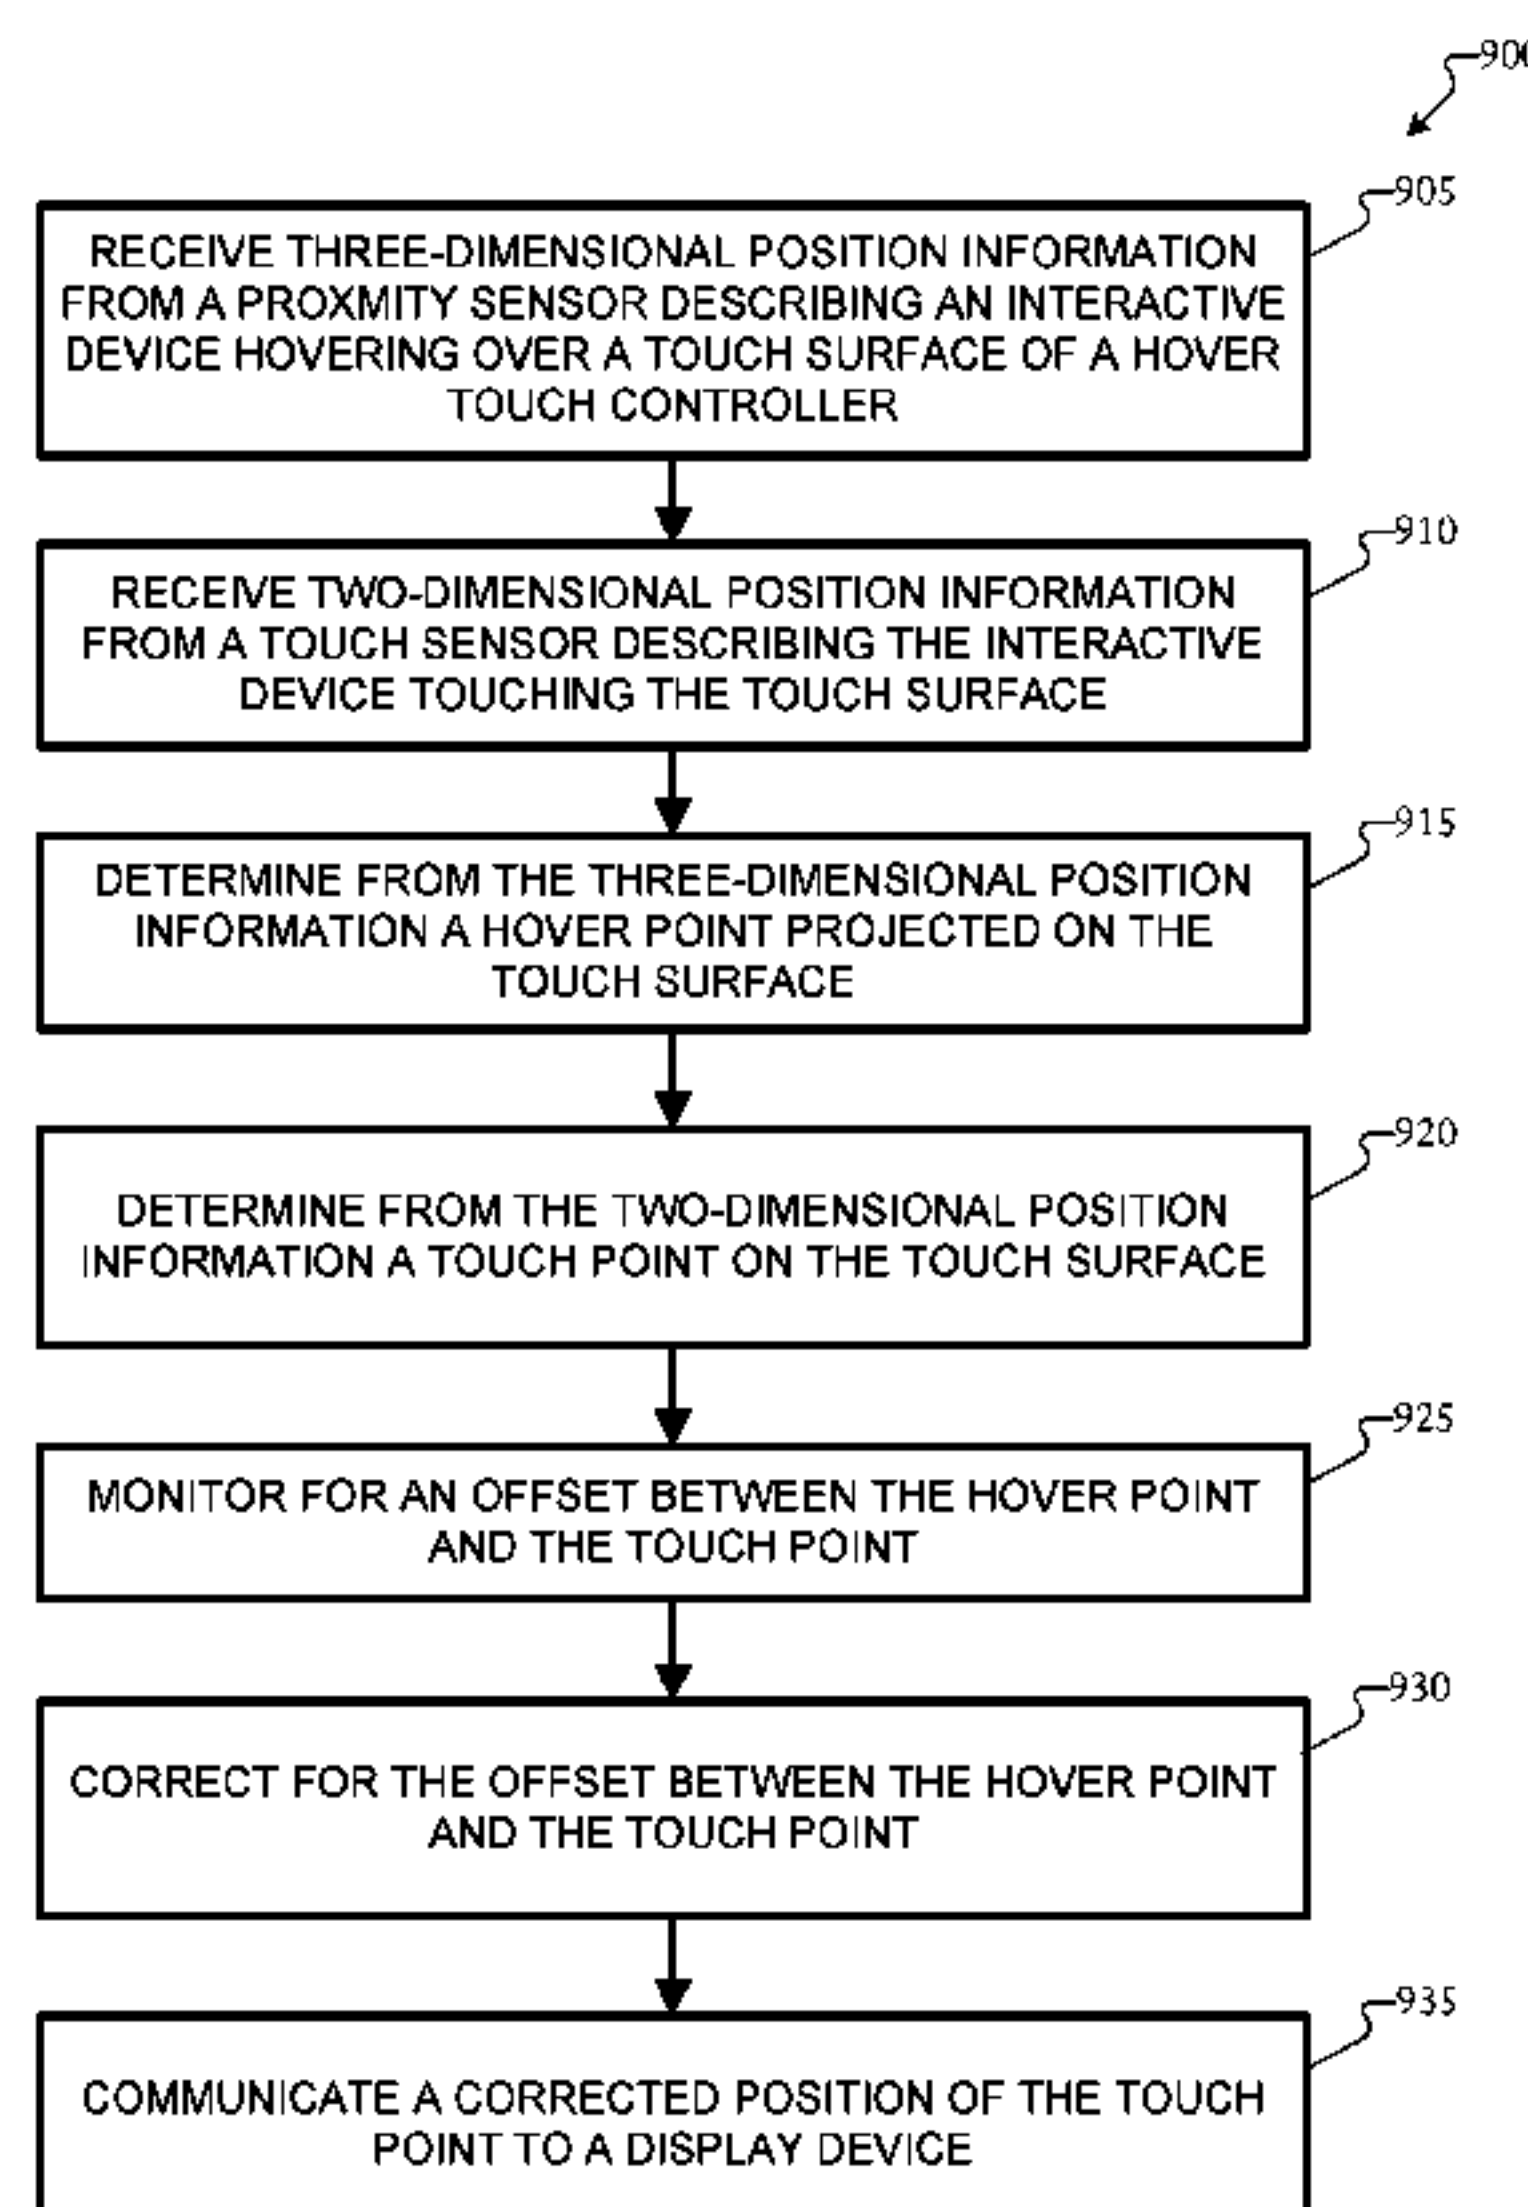 900
905
RECEIVE THREE-DIMENSIONAL POSITION INFORMATION
FROM A PROXMITY SENSOR DESCRIBING AN INTERACTIVE
DEVICE HOVERING OVER A TOUCH SURFACE OF A HOVER
TOUCH CONTROLLER
910
RECEIVE TWO-DIMENSIONAL POSITION INFORMATION
FROM A TOUCH SENSOR DESCRIBING THE INTERACTIVE
DEVICE TOUCHING THE TOUCH SURFACE
915
DETERMINE FROM THE THREE-DIMENSIONAL POSITION
INFORMATION A HOVER POINT PROJECTED ON THE
TOUCH SURFACE
920
DETERMINE FROM THE TWO-DIMENSIONAL POSITION
INFORMATION A TOUCH POINT ON THE TOUCH SURFACE
925
MONITOR FOR AN OFFSET BETWEEN THE HOVER POINT
AND THE TOUCH POINT
930
CORRECT FOR THE OFFSET BETWEEN THE HOVER POINT
AND THE TOUCH POINT
935
COMMUNICATE A CORRECTED POSITION OF THE TOUCH
POINT TO A DISPLAY DEVICE